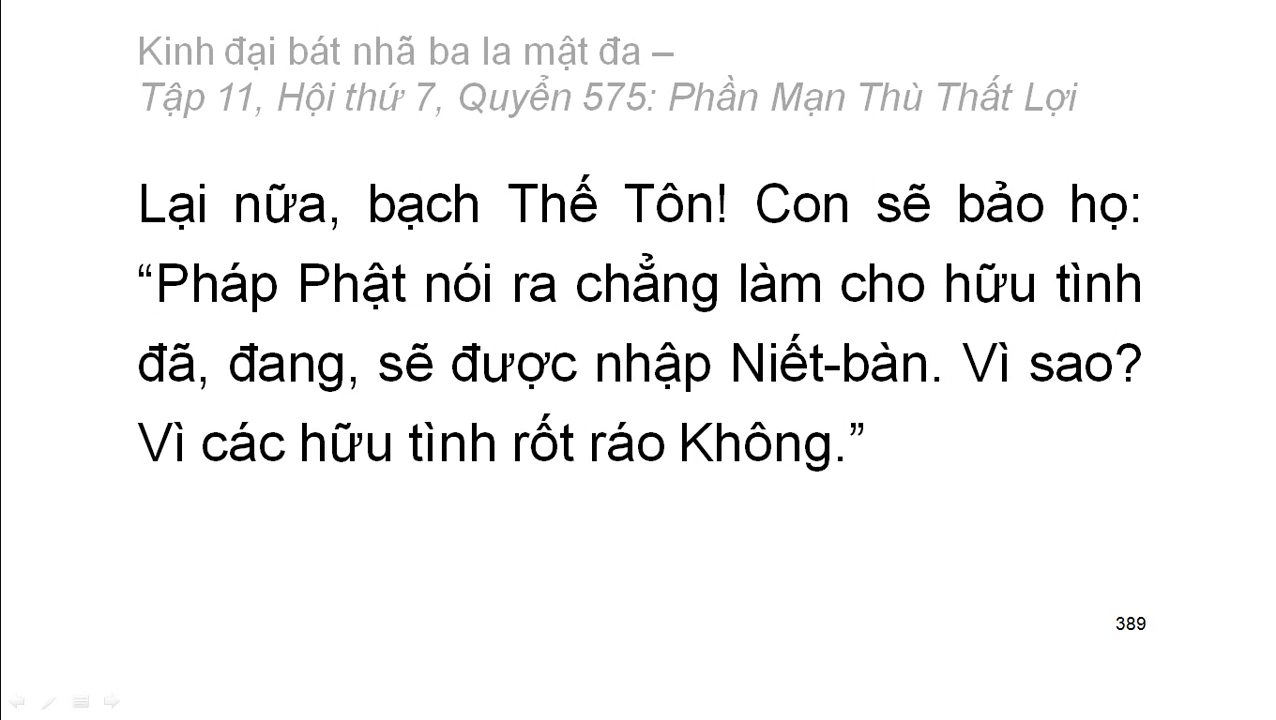 Kinh đại bát nhã ba la mật đa –
Tập 11, Hội thứ 7, Quyển 575: Phần Mạn Thù Thất Lợi
Lại nữa, bạch Thế Tôn! Con sẽ bảo họ:
“Pháp Phật nói ra chẳng làm cho hữu tình
đã, đang, sẽ được nhập Niết-bàn. Vì sao?
Vì các hữu tình rốt ráo Không.”
389